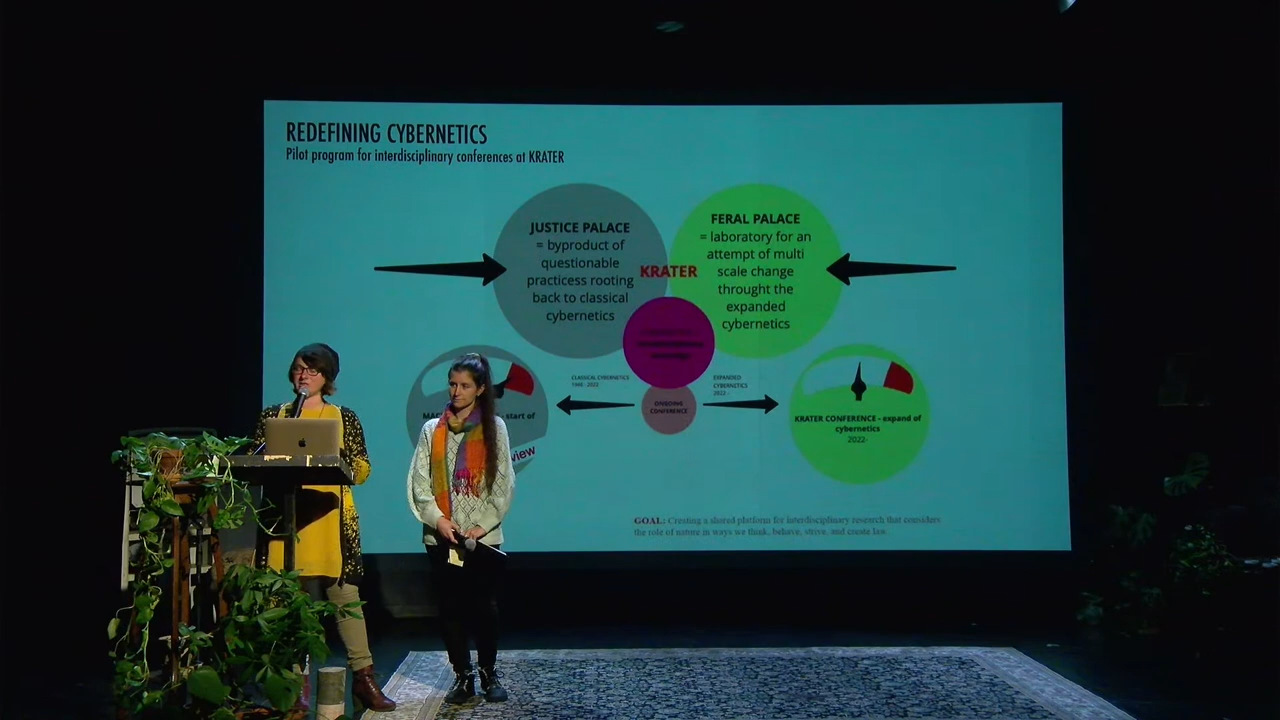 REDEFINING CYBERNETICS
Pilot program for interdisciplinary conferences at KRATER
JUSTICE PALACE
= byproduct of
questionable
practicess rooting
back to classical
cybernetics
KRATER
FERAL PALACE
= laboratory for an
attempt of multi
scale change
throught the
expanded
cybernetics
CLASSICAL CYBERNETICS
EXPANDED
CYBERNETICS
2022 -
ONGOING
CONFERENCE
start of
view
KRATER CONFERENCE - expand of
cybernetics
2022-
GOAL: Creating a shared platform for interdisciplinary research that considers
the role of nature in ways we think, behave, strive, and create law.